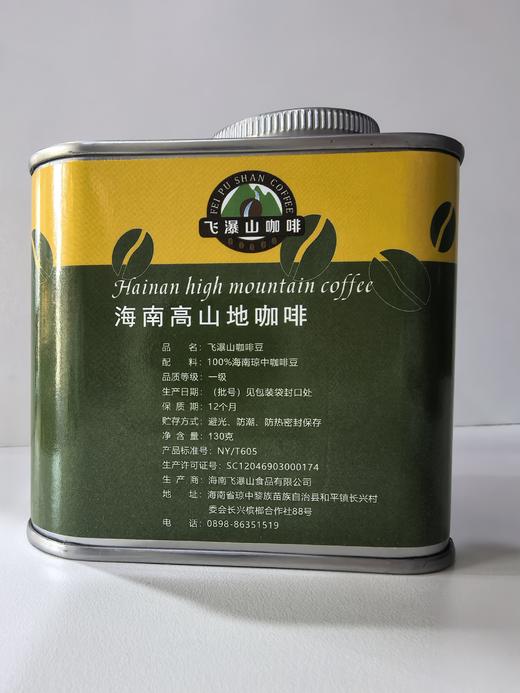 FEI PU SHAN COFFEE
飞瀑山咖啡
Hainan high mountain coffee
海南高山地咖啡
品 名：飞瀑山咖啡豆
配 料：100%海南琼中咖啡豆
品质等级：一级
生产日期：（批号）见包装袋封口处
保 质 期：12个月
贮存方式：避光、防潮、防热密封保存
净 含 量：130克
产品标准号：NY/T605
生产许可证号：SC12046903000174
生 产 商：海南飞瀑山食品有限公司
地 址：海南省琼中黎族苗族自治县和平镇长兴村
委会长兴槟榔合作社88号
电 话：0898-86351519